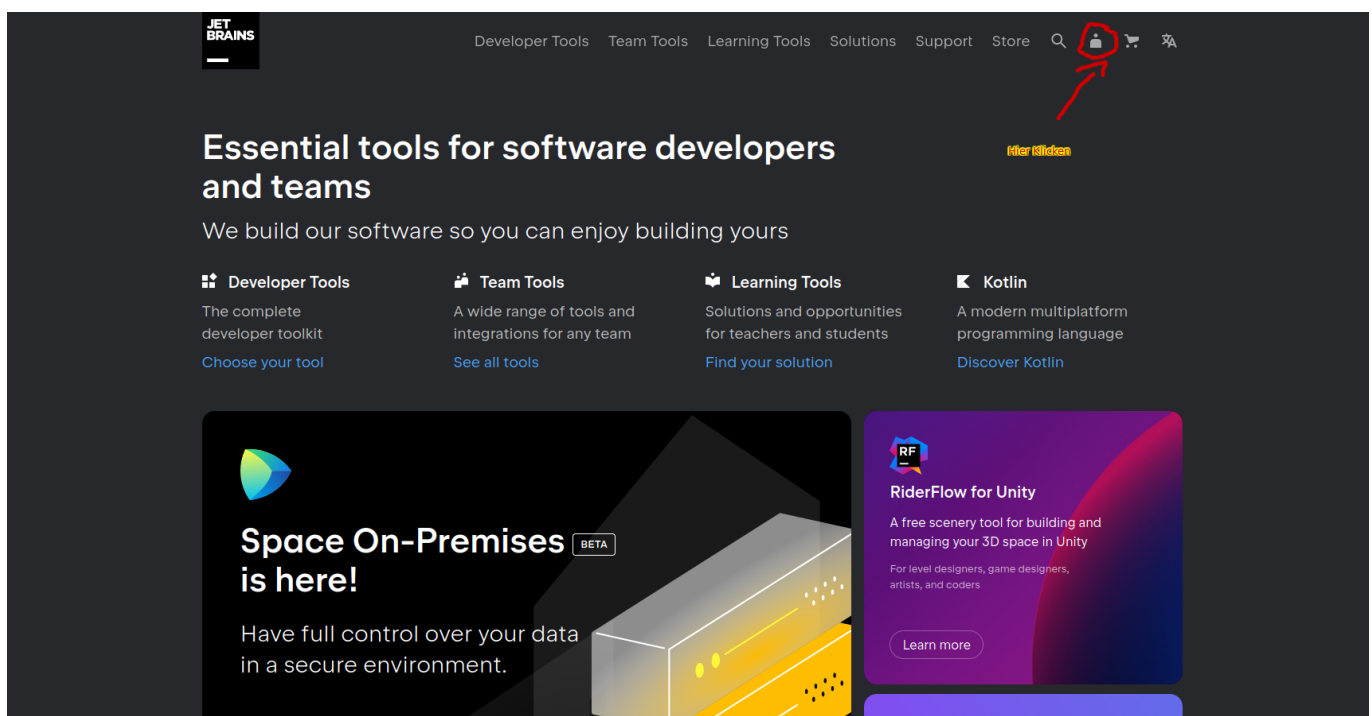 JET
BRAINS
Developer Tools Team Tools Learning Tools Solutions Support Store
Hier Klicken
Essential tools for software developers
and teams
We build our software so you can enjoy building yours
Developer Tools
The complete
developer toolkit
Choose your tool
Team Tools
A wide range of tools and
integrations for any team
See all tools
Learning Tools
Solutions and opportunities
for teachers and students
Find your solution
Kotlin
A modern multiplatform
programming language
Discover Kotlin
Space On-Premises BETA
is here!
Have full control over your data
in a secure environment.
RF
RiderFlow for Unity
A free scenery tool for building and
managing your 3D space in Unity
For level designers, game designers,
artists, and coders
Learn more